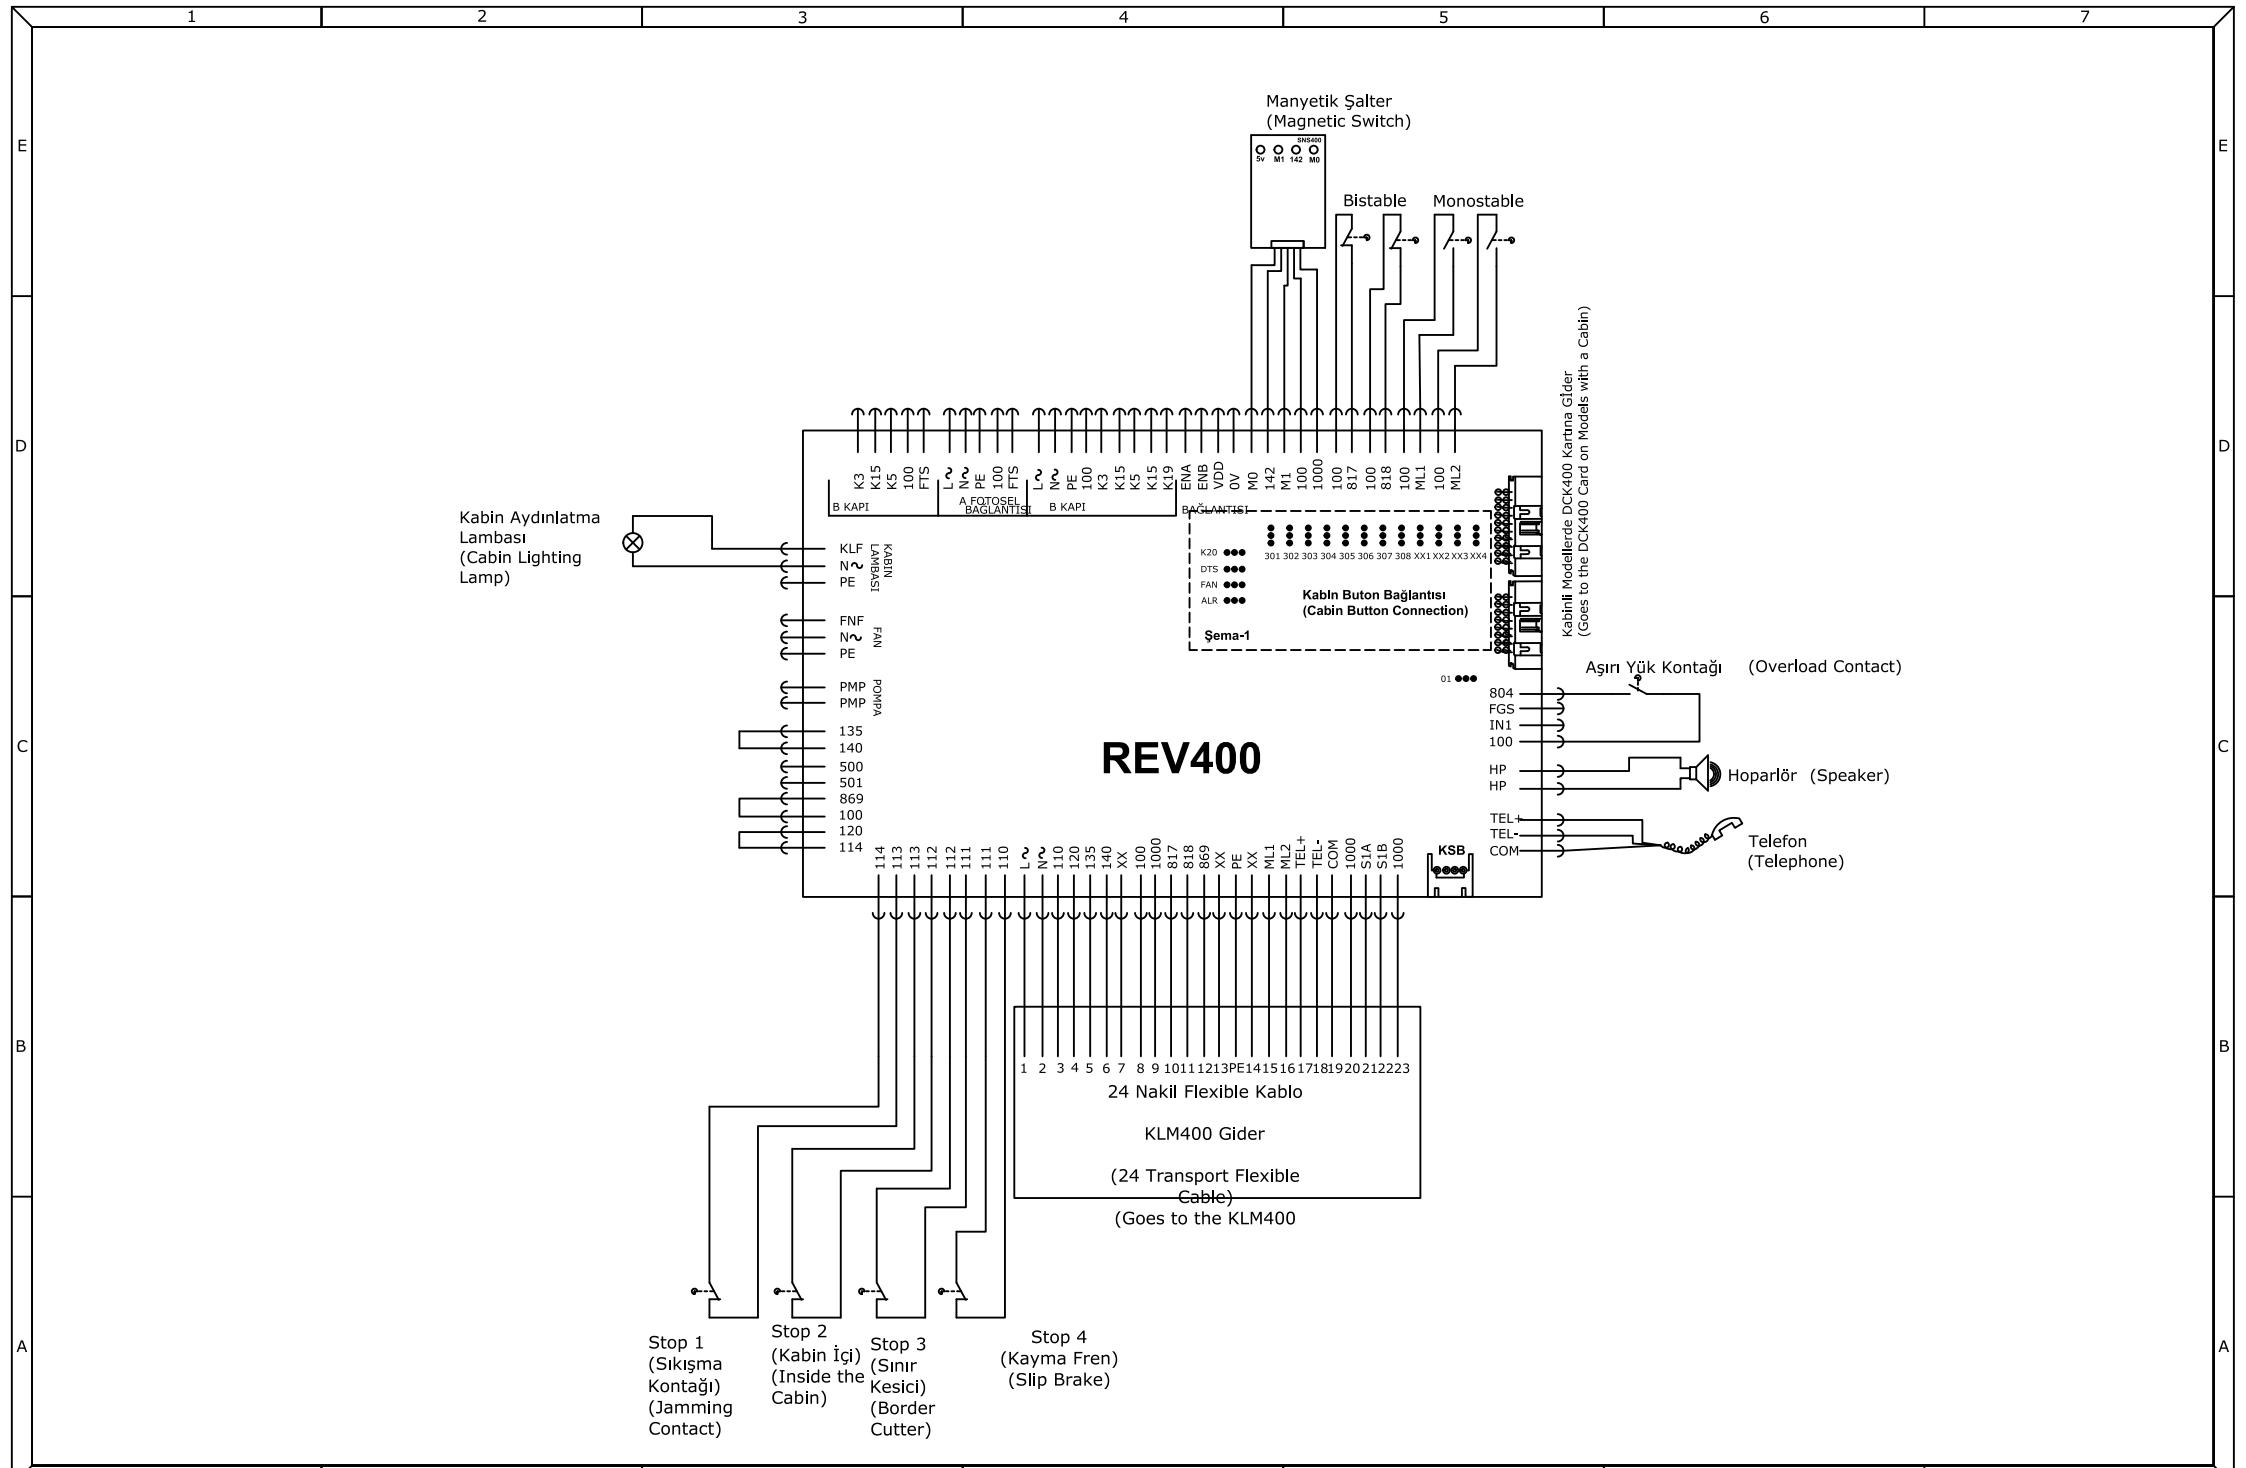 1 2 3 4 5 6 7
E E
D D
C C
B B
A A
Manyetik Şalter
(Magnetic Switch)
SNS400
5v M1 142 M0
Bistable Monostable
Kabinli Modellerde DCK400 Kartına Gİder
(Goes to the DCK400 Card on Models with a Cabin)
K3 K15 K5 100 FTS L~ N~ PE 100 FTS L~ N~ PE 100 K3 K15 K5 K15 K19 ENA ENB VDD 0V M0 142 M1 100 1000 100 817 100 818 100 ML1 100 ML2
B KAPI
A FOTOSEL
BAĞLANTISI
B KAPI
BAĞLANTISI
Kabin Aydınlatma
Lambası
(Cabin Lighting
Lamp)
KLF
N~
PE
KABIN
LAMBASI
FNF
N~
PE
FAN
PMP
PMP
POMPA
135
140
500
501
869
100
120
114
K20
DTS
FAN
ALR
301 302 303 304 305 306 307 308 XX1 XX2 XX3 XX4
Kabİn Buton Bağlantısı
(Cabin Button Connection)
Şema-1
01
REV400
804
FGS
IN1
100
HP
HP
TEL+
TEL-
COM
Aşırı Yük Kontağı (Overload Contact)
Hoparlör (Speaker)
Telefon
(Telephone)
KSB
114 113 113 112 112 111 111 110 L~ N~ 110 120 135 140 XX 100 1000 817 818 869 XX PE XX ML1 ML2 TEL+ TEL- COM 1000 S1A S1B 1000
1 2 3 4 5 6 7 8 9 10 11 12 13 PE 14 15 16 17 18 19 20 21 22 23
24 Nakil Flexible Kablo
KLM400 Gider
(24 Transport Flexible
Cable)
(Goes to the KLM400
Stop 1
(Sıkışma
Kontağı)
(Jamming
Contact)
Stop 2
(Kabin İçi)
(Inside the
Cabin)
Stop 3
(Sınır
Kesici)
(Border
Cutter)
Stop 4
(Kayma Fren)
(Slip Brake)